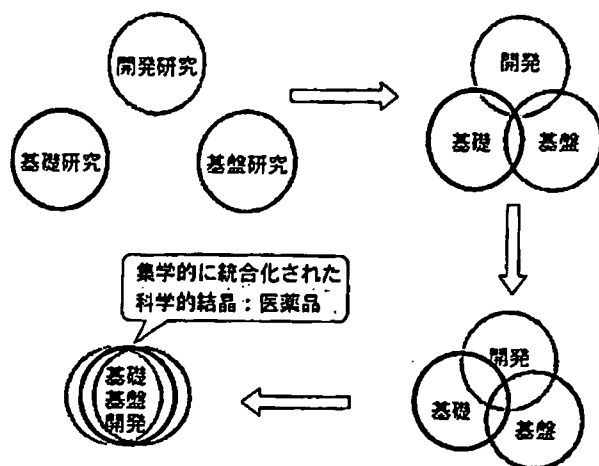 開発研究
基礎研究
基盤研究
開発
基礎
基盤
開発
基礎
基盤
集学的に統合化された
科学的結晶：医薬品
基礎
基盤
開発